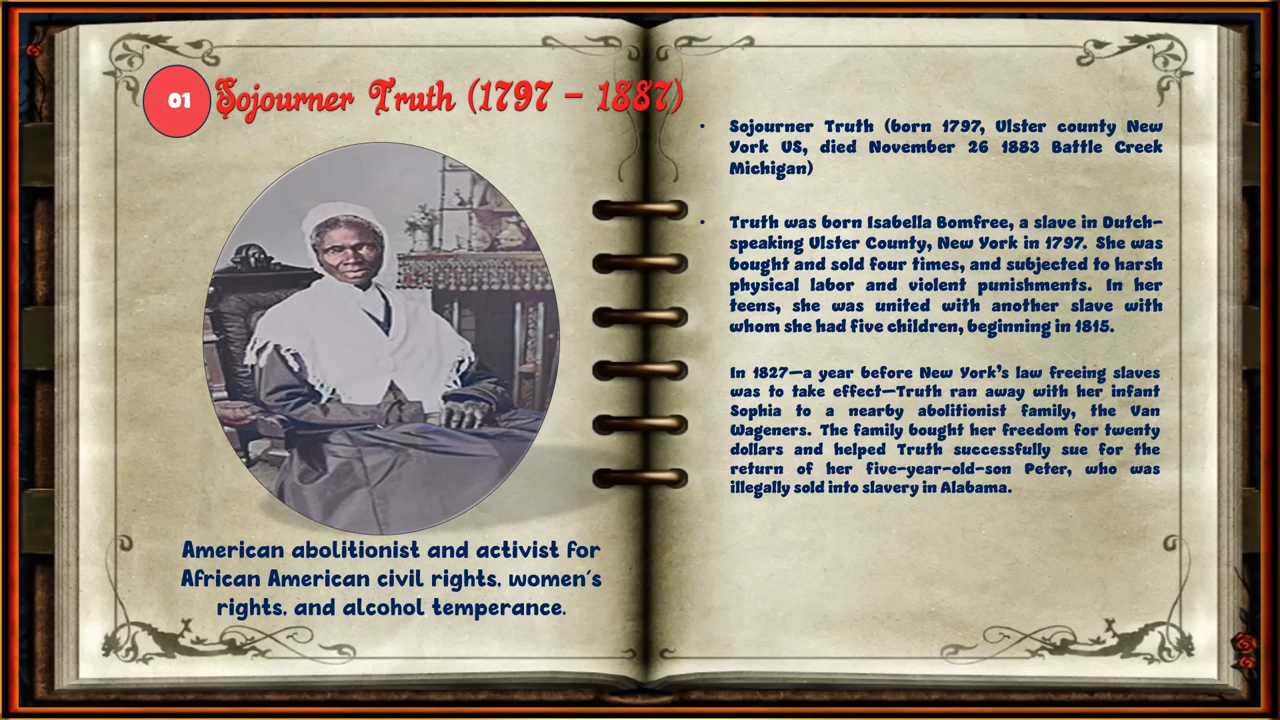 01
Sojourner Truth (1797 – 1887)
American abolitionist and activist for
African American civil rights, women's
rights, and alcohol temperance.
• Sojourner Truth (born 1797, Ulster county New
York US, died November 26 1883 Battle Creek
Michigan)
• Truth was born Isabella Bomfree, a slave in Dutch-
speaking Ulster County, New York in 1797. She was
bought and sold four times, and subjected to harsh
physical labor and violent punishments. In her
teens, she was united with another slave with
whom she had five children, beginning in 1815.
In 1827—a year before New York's law freeing slaves
was to take effect—Truth ran away with her infant
Sophia to a nearby abolitionist family, the Van
Wageners. The family bought her freedom for twenty
dollars and helped Truth successfully sue for the
return of her five-year-old-son Peter, who was
illegally sold into slavery in Alabama.